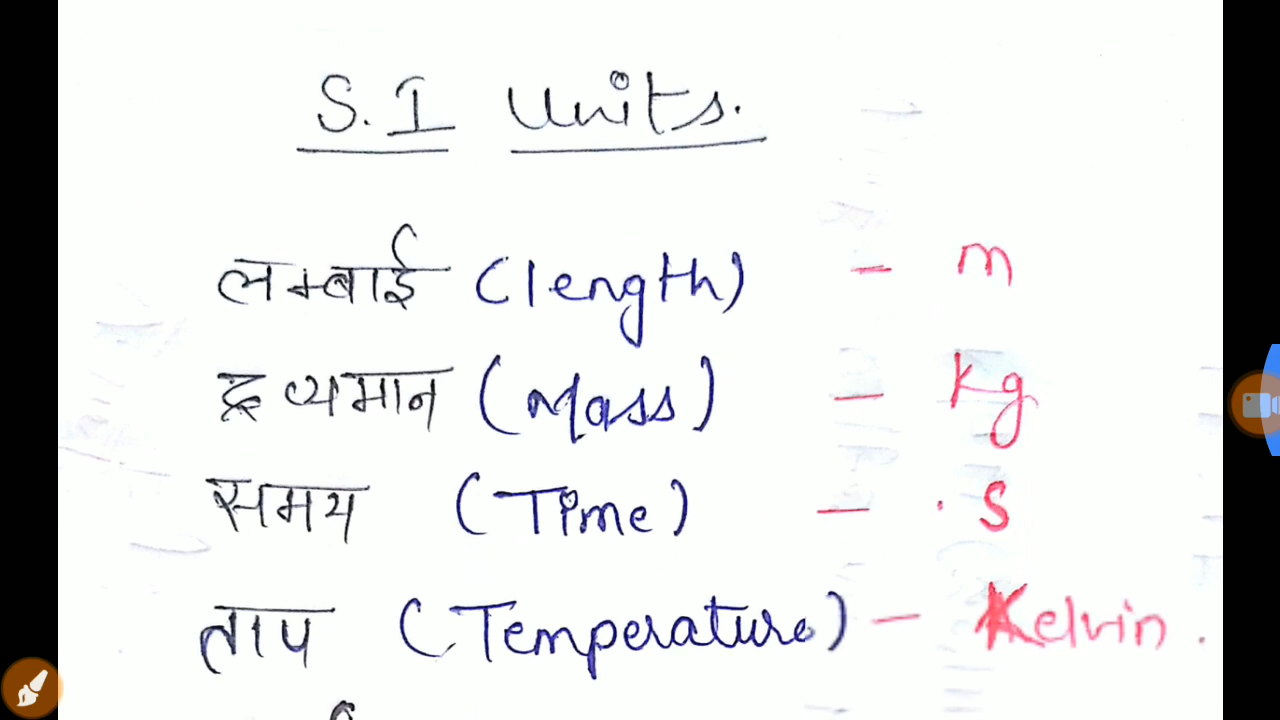 S.I Units.
लम्बाई (length) - m
द्रव्यमान (Mass) - kg
समय (Time) - s
ताप (Temperature) - Kelvin.